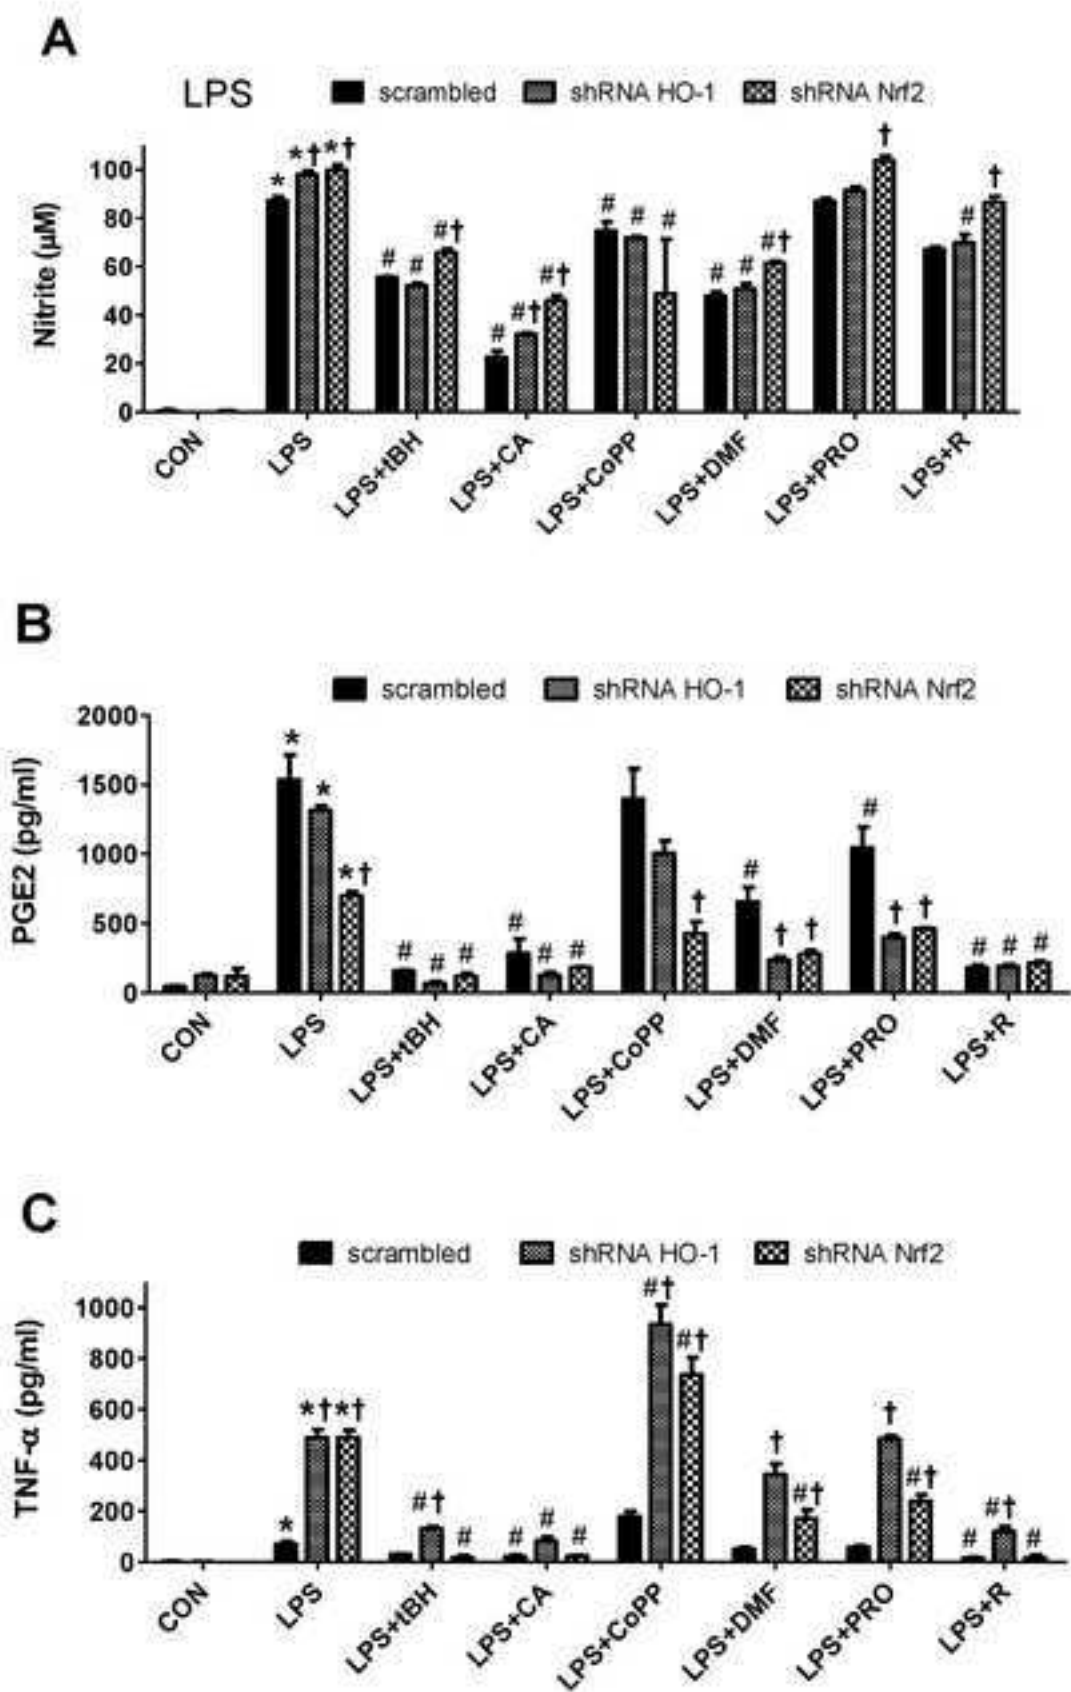 A
LPS scrambled shRNA HO-1 shRNA Nrf2
Nitrite (µM)
100
80
60
40
20
0
* *† *†
# # #†
# #† #†
# # #
# # #†
†
# †
CON LPS LPS+tBH LPS+CA LPS+CoPP LPS+DMF LPS+PRO LPS+R
B
scrambled shRNA HO-1 shRNA Nrf2
PGE2 (pg/ml)
2000
1500
1000
500
0
* * *†
# # #
# # #
†
# † †
# † †
# # #
CON LPS LPS+tBH LPS+CA LPS+CoPP LPS+DMF LPS+PRO LPS+R
C
scrambled shRNA HO-1 shRNA Nrf2
TNF-α (pg/ml)
1000
800
600
400
200
0
* *† *†
#† #
# # #
#† #†
† #†
† #†
# #† #
CON LPS LPS+tBH LPS+CA LPS+CoPP LPS+DMF LPS+PRO LPS+R